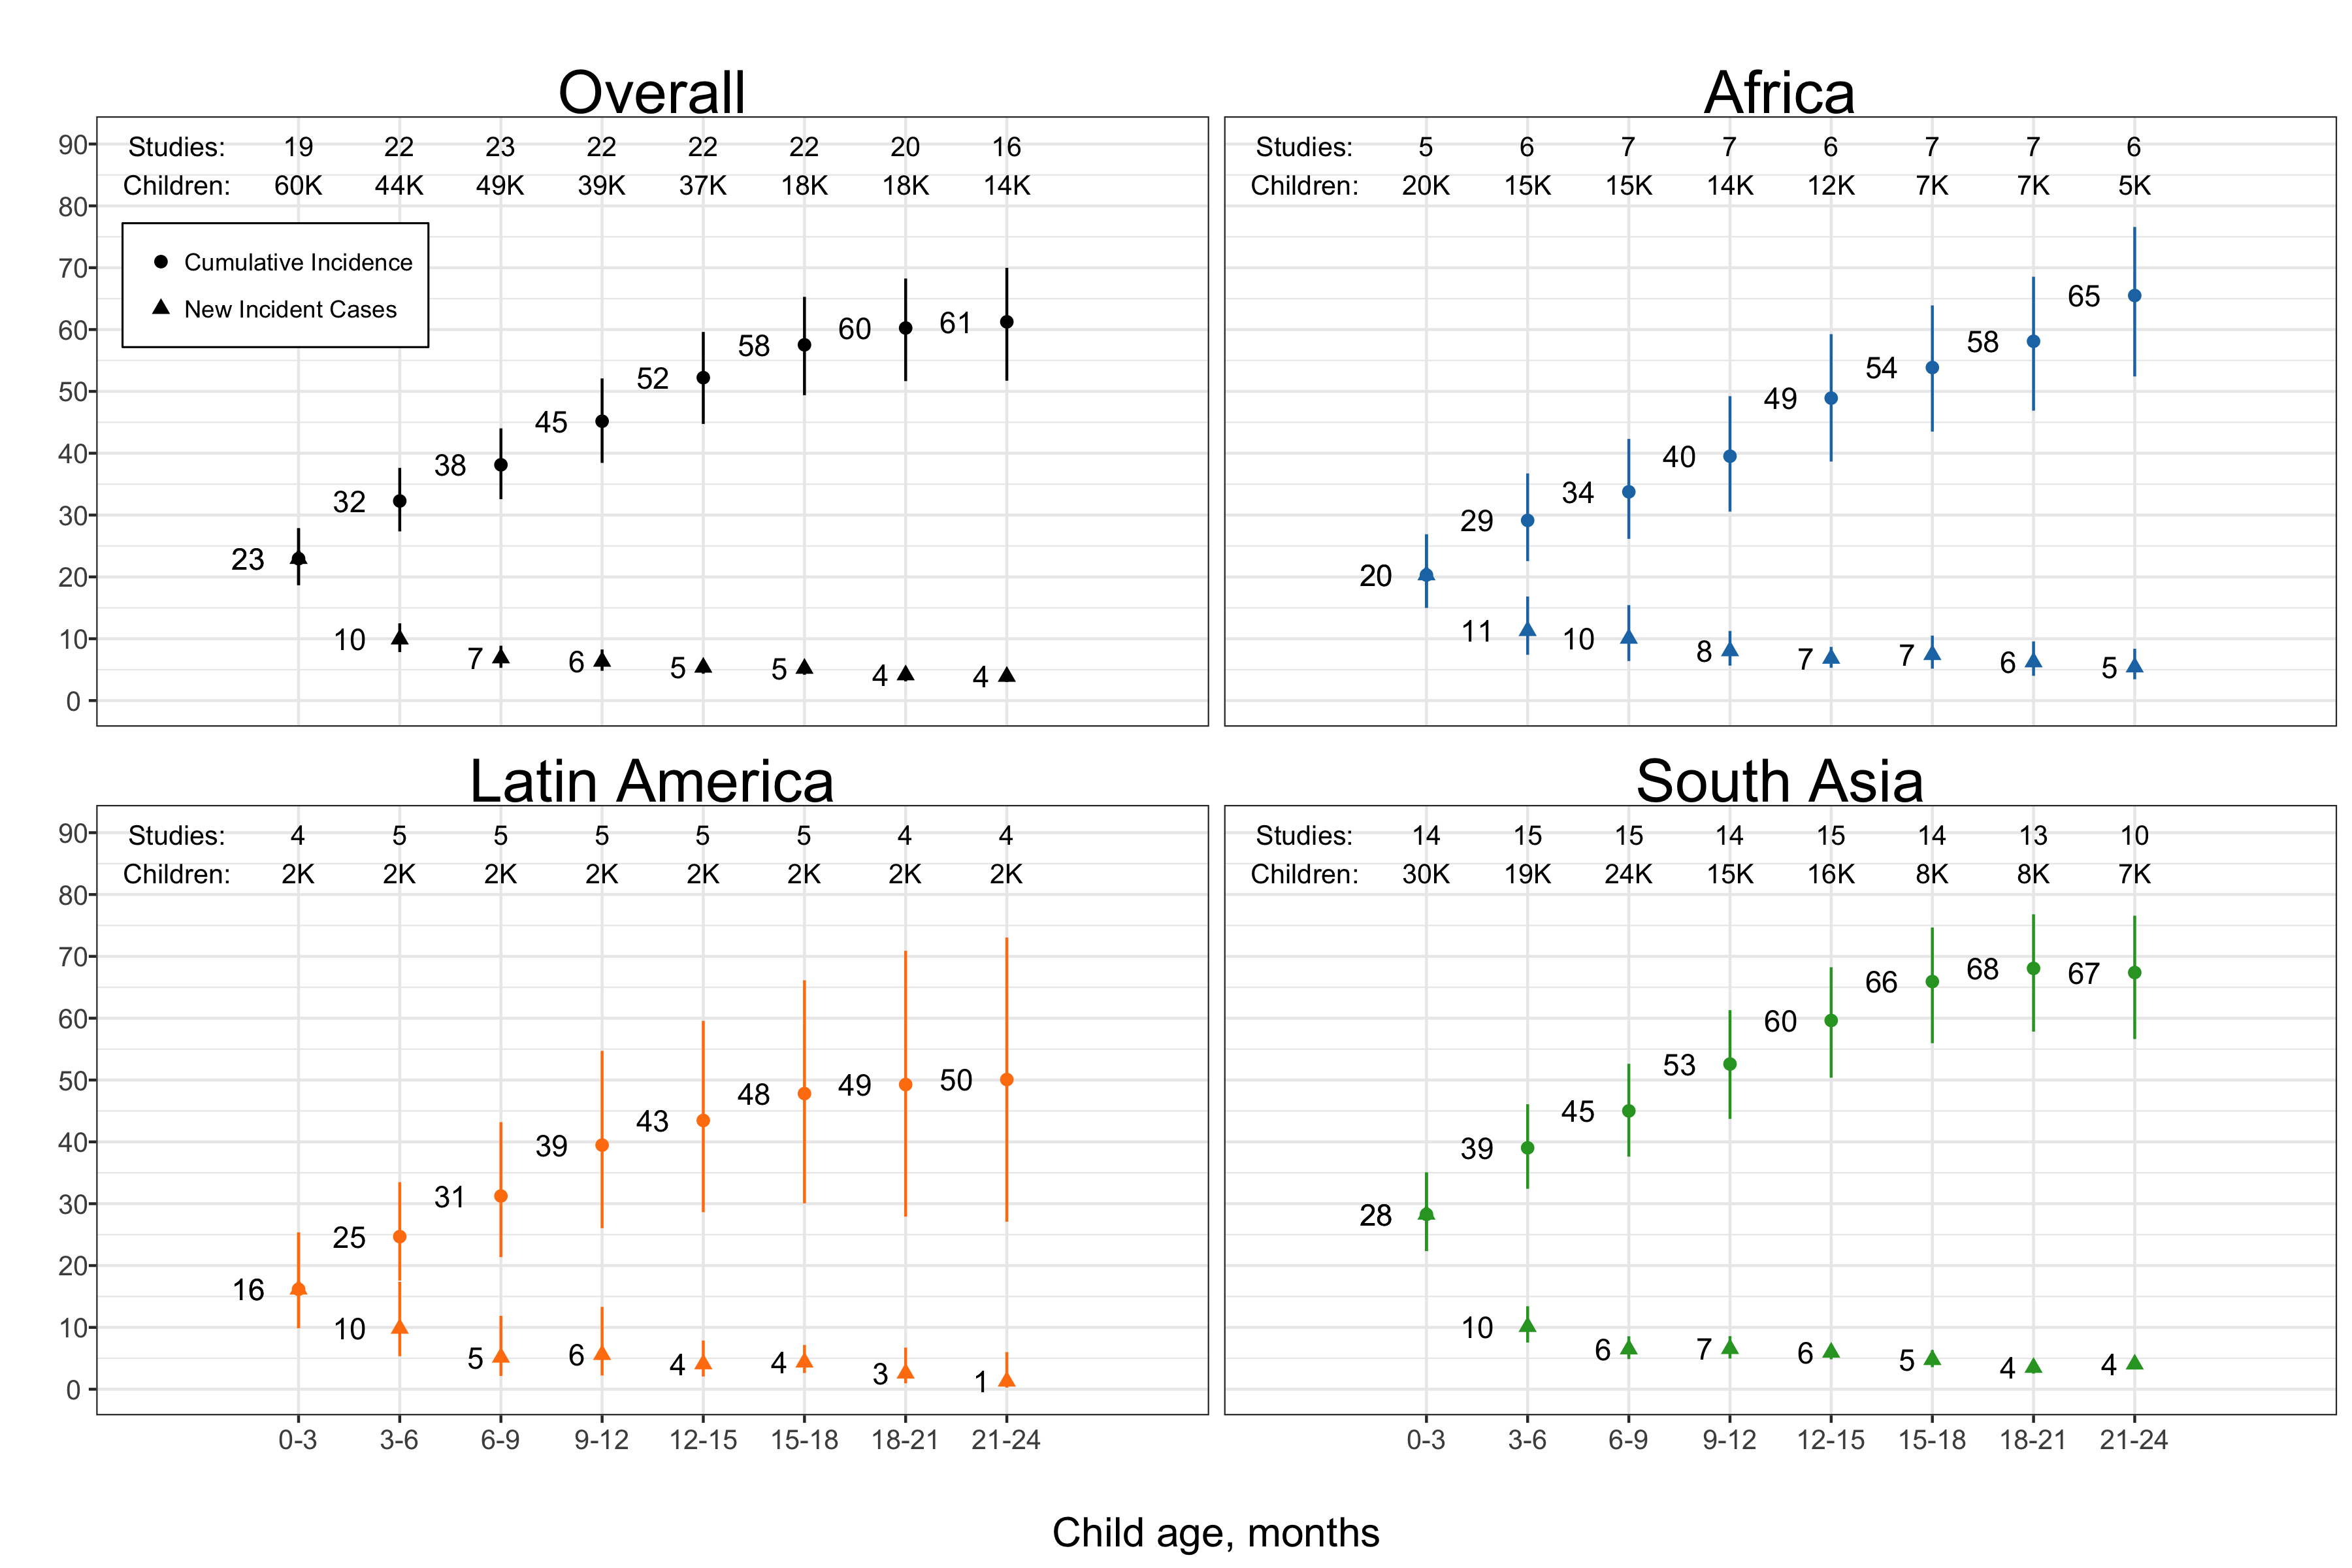 Overall
Studies: 19 22 23 22 22 22 20 16
90
Children: 60K 44K 49K 39K 37K 18K 18K 14K
80
Cumulative Incidence
New Incident Cases
70
60
50
40
30
20
10
0
23 32 38 45 52 58 60 61
10 7 6 5 5 4 4
Africa
Studies: 5 6 7 7 6 7 7 6
Children: 20K 15K 15K 14K 12K 7K 7K 5K
20 29 34 40 49 54 58 65
11 10 8 7 7 6 5
Latin America
Studies: 4 5 5 5 5 5 4 4
90
Children: 2K 2K 2K 2K 2K 2K 2K 2K
80
70
60
50
40
30
20
10
0
16 25 31 39 43 48 49 50
10 5 6 4 4 3 1
0-3 3-6 6-9 9-12 12-15 15-18 18-21 21-24
South Asia
Studies: 14 15 15 14 15 14 13 10
Children: 30K 19K 24K 15K 16K 8K 8K 7K
28 39 45 53 60 66 68 67
10 6 7 6 5 4 4
0-3 3-6 6-9 9-12 12-15 15-18 18-21 21-24
Child age, months